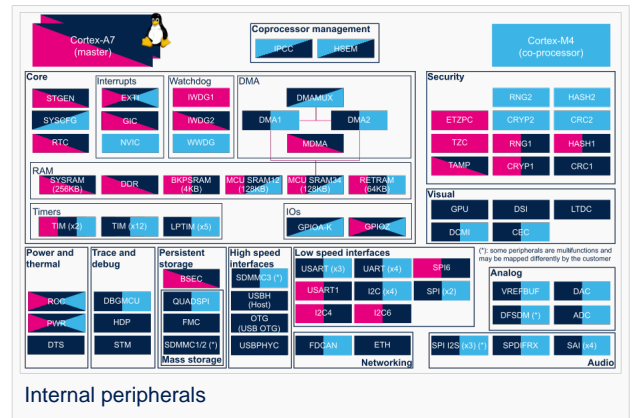 Cortex-A7
(master)
Coprocessor management
IPCC
HSEM
Cortex-M4
(co-processor)
Core
STGEN
SYSCFG
RTC
Interrupts
EXTI
GIC
NVIC
Watchdog
IWDG1
IWDG2
WWDG
DMA
DMAMUX
DMA1
DMA2
MDMA
Security
RNG2
HASH2
ETZPC
CRYP2
CRC2
TZC
RNG1
HASH1
TAMP
CRYP1
CRC1
RAM
SYSRAM
(256KB)
DDR
BKPSRAM
(4KB)
MCU SRAM12
(128KB)
MCU SRAM34
(128KB)
RETRAM
(64KB)
Timers
TIM (x2)
TIM (x12)
LPTIM (x5)
IOs
GPIOA-K
GPIOZ
Visual
GPU
DSI
LTDC
DCMI
CEC
(*): some peripherals are multifunctions and
may be mapped differently by the customer
Power and
thermal
RCC
PWR
DTS
Trace and
debug
DBGMCU
HDP
STM
Persistent
storage
BSEC
QUADSPI
FMC
SDMMC1/2 (*)
Mass storage
High speed
interfaces
SDMMC3 (*)
USBH
(Host)
OTG
(USB OTG)
USBPHYC
Low speed interfaces
USART (x3)
UART (x4)
SPI6
USART1
I2C (x4)
SPI (x2)
I2C4
I2C6
FDCAN
ETH
Networking
Analog
VREFBUF
DAC
DFSDM (*)
ADC
SPI I2S (x3) (*)
SPDIFRX
SAI (x4)
Audio
Internal peripherals